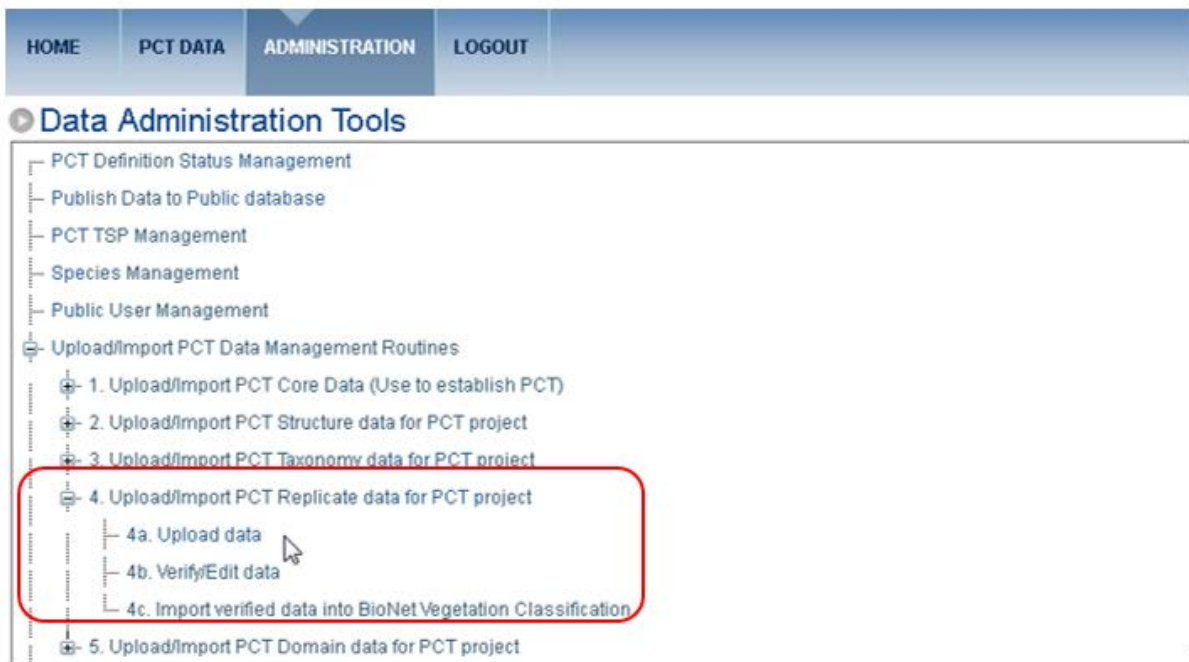 HOME PCT DATA ADMINISTRATION LOGOUT
Data Administration Tools
PCT Definition Status Management
Publish Data to Public database
PCT TSP Management
Species Management
Public User Management
Upload/Import PCT Data Management Routines
1. Upload/Import PCT Core Data (Use to establish PCT)
2. Upload/Import PCT Structure data for PCT project
3. Upload/Import PCT Taxonomy data for PCT project
4. Upload/Import PCT Replicate data for PCT project
4a. Upload data
4b. Verify/Edit data
4c. Import verified data into BioNet Vegetation Classification
5. Upload/Import PCT Domain data for PCT project